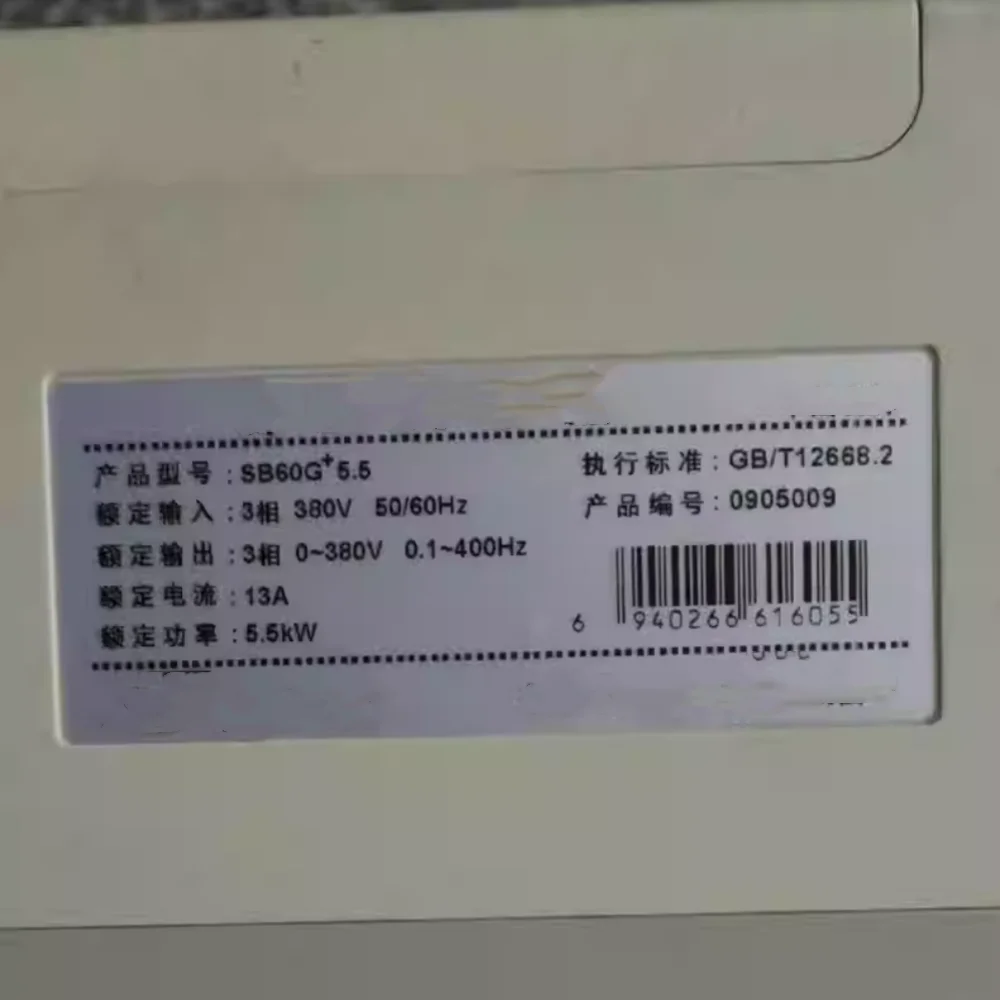 产品型号:SB60G+5.5
额定输入:3相 380V 50/60Hz
额定输出:3相 0~380V 0.1~400Hz
额定电流:13A
额定功率:5.5kW
执行标准:GB/T12668.2
产品编号:0905009
6 940266 616055